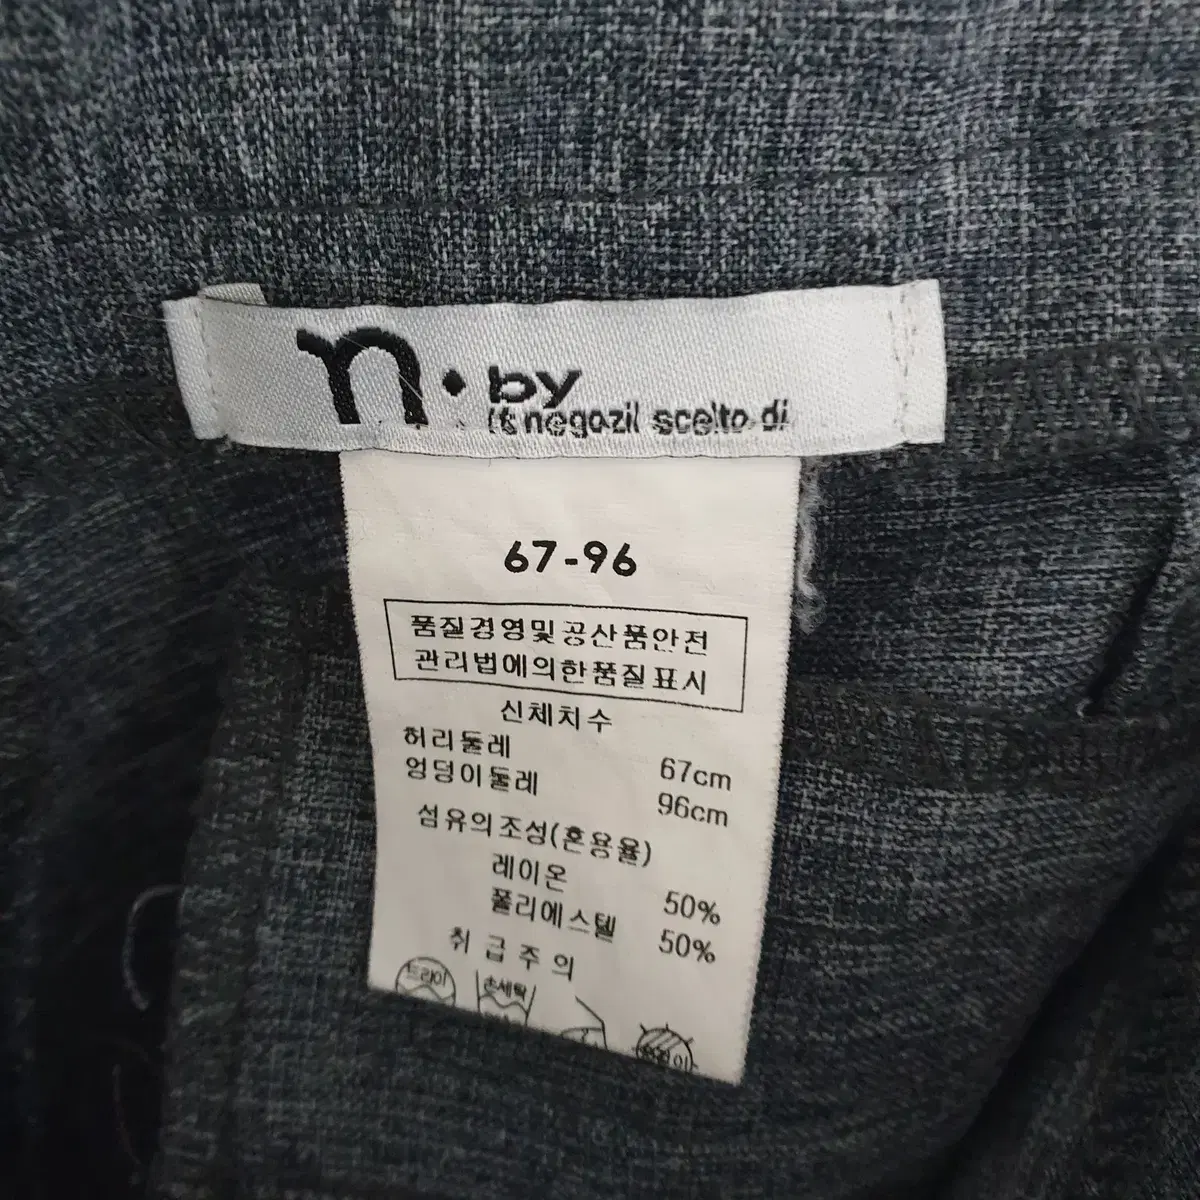 n·by
it negozil scelto di
67-96
품질경영및공산품안전
관리법에의한품질표시
신체치수
허리둘레 67cm
엉덩이둘레 96cm
섬유의조성(혼용율)
레이온 50%
폴리에스텔 50%
취급주의
드라이 손세탁